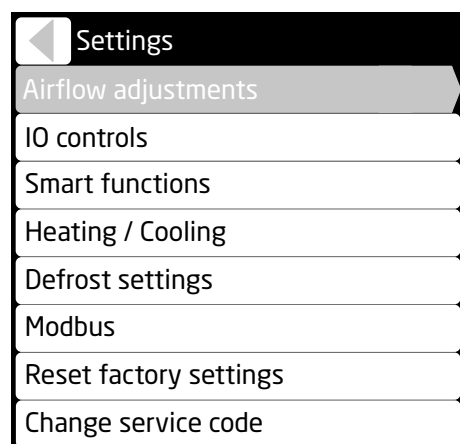 Settings
Airflow adjustments
IO controls
Smart functions
Heating / Cooling
Defrost settings
Modbus
Reset factory settings
Change service code